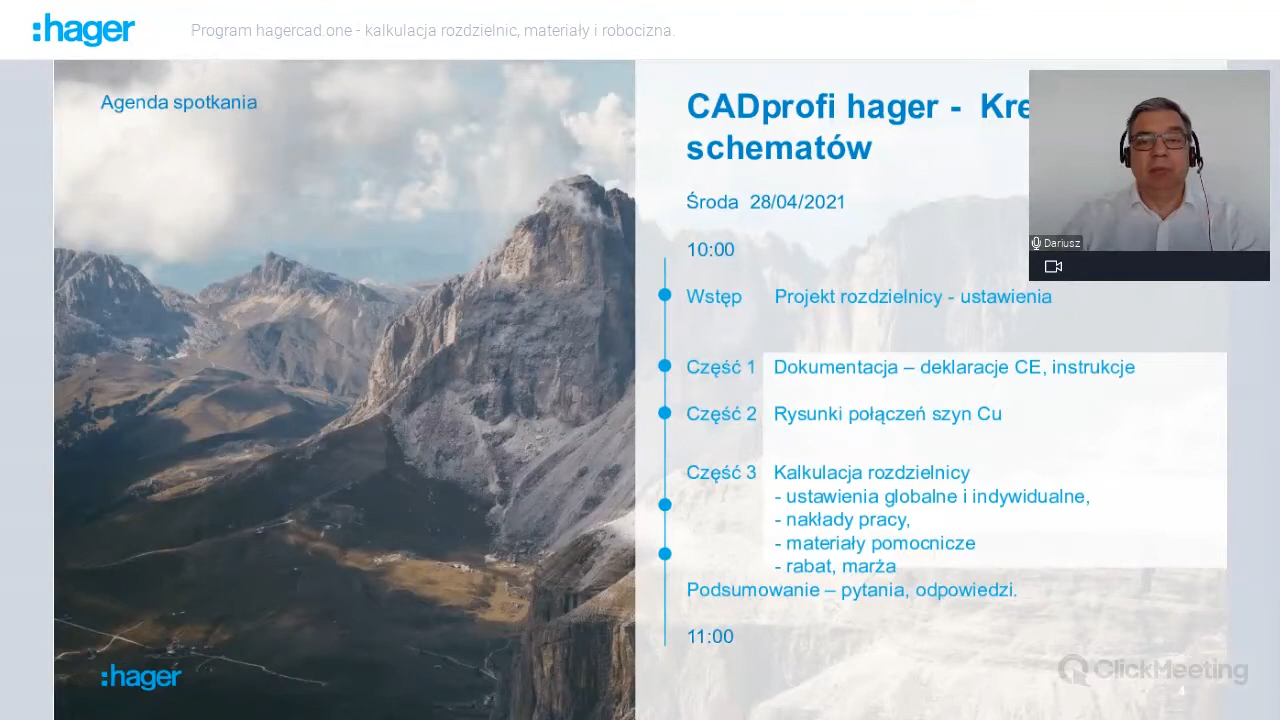 :hager
Program hagercad.one - kalkulacja rozdzielnic, materiały i robocizna.
Agenda spotkania
CADprofi hager - Kre
schematów
Środa 28/04/2021
10:00
Wstęp Projekt rozdzielnicy - ustawienia
Część 1 Dokumentacja – deklaracje CE, instrukcje
Część 2 Rysunki połączeń szyn Cu
Część 3 Kalkulacja rozdzielnicy
- ustawienia globalne i indywidualne,
- nakłady pracy,
- materiały pomocnicze
- rabat, marża
Podsumowanie – pytania, odpowiedzi.
11:00
Dariusz
:hager
ClickMeeting
4